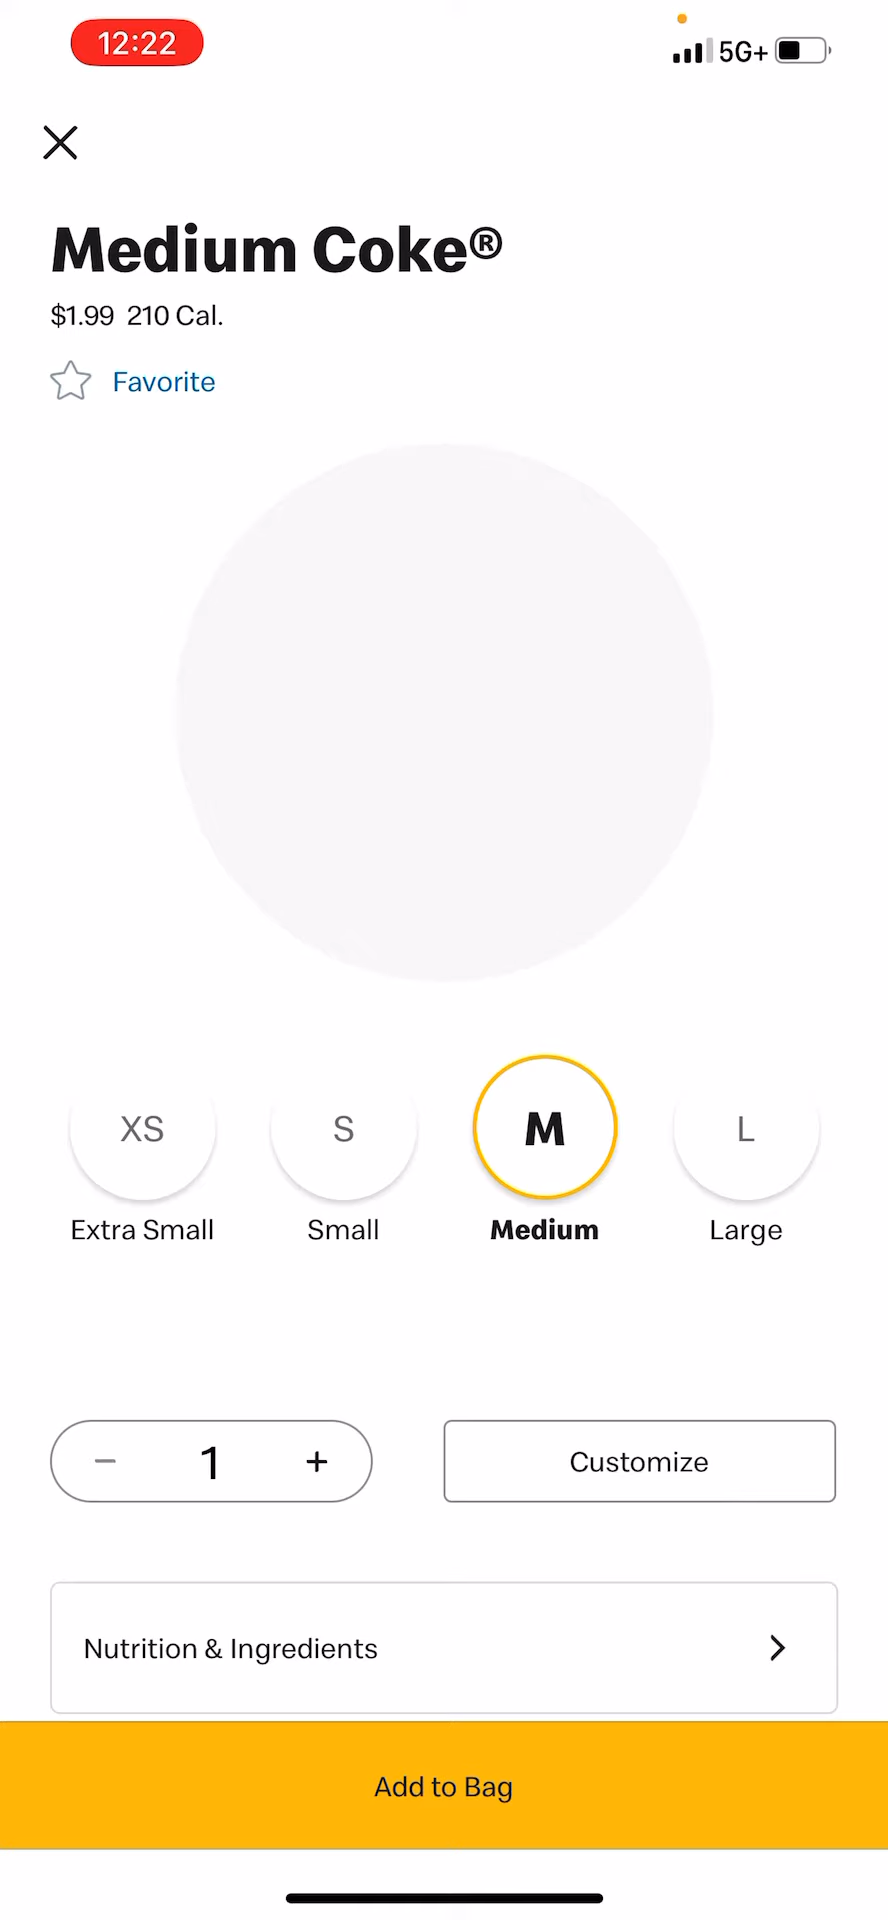 12:22
5G+
Medium Coke®
$1.99 210 Cal.
Favorite
XS S M L
Extra Small Small Medium Large
− 1 +
Customize
Nutrition & Ingredients
Add to Bag